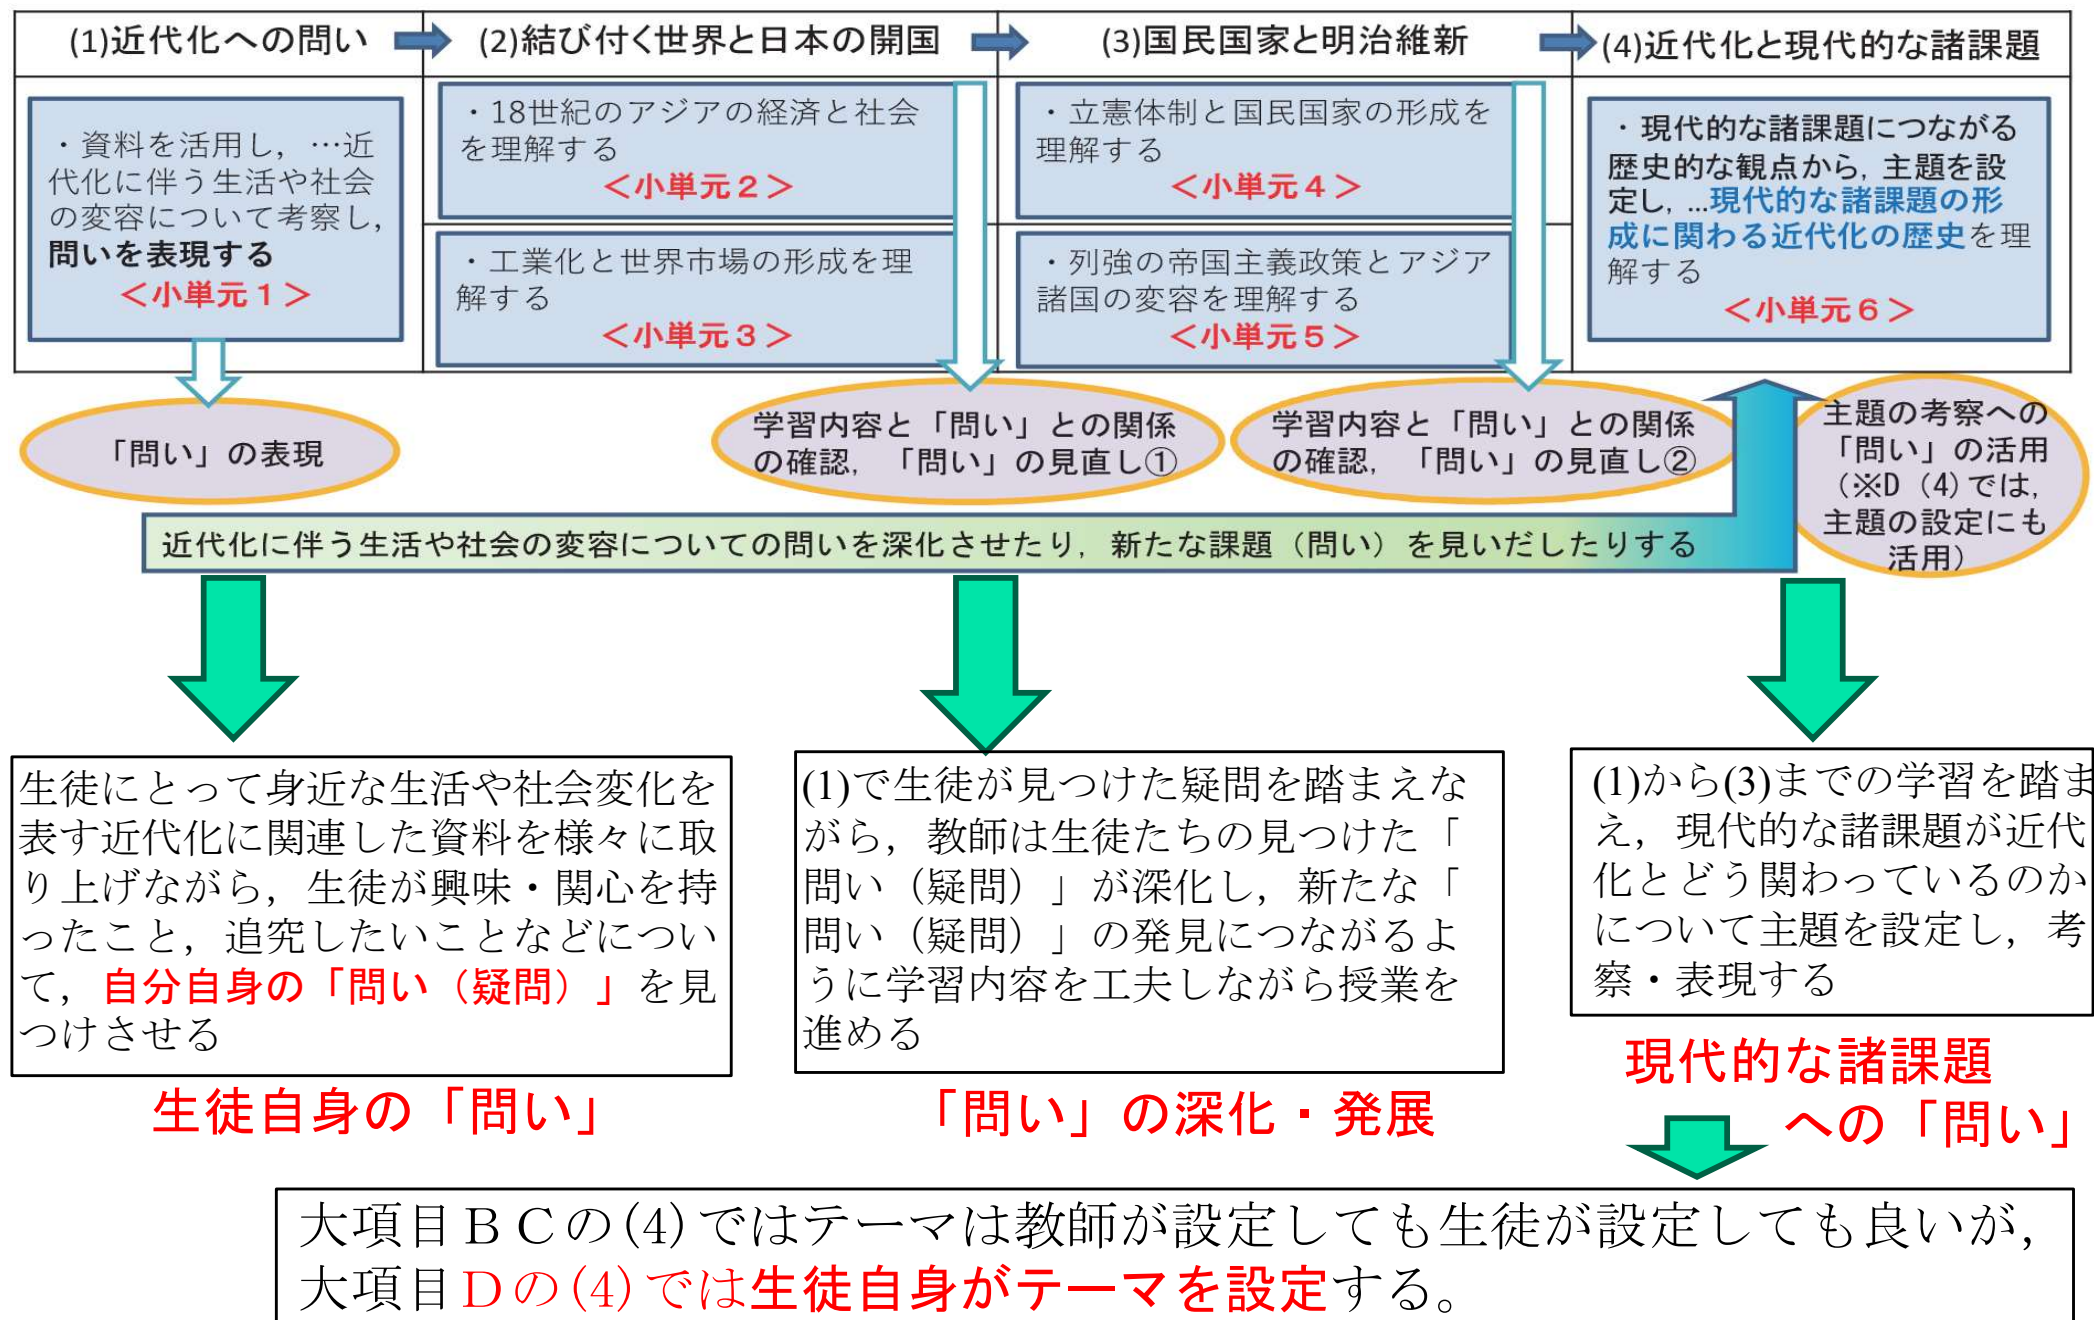 (1)近代化への問い
(2)結び付く世界と日本の開国
(3)国民国家と明治維新
(4)近代化と現代的な諸課題
・資料を活用し，…近
代化に伴う生活や社会
の変容について考察し，
問いを表現する
＜小単元１＞
・18世紀のアジアの経済と社会
を理解する
＜小単元２＞
・工業化と世界市場の形成を理
解する
＜小単元３＞
・立憲体制と国民国家の形成を
理解する
＜小単元４＞
・列強の帝国主義政策とアジア
諸国の変容を理解する
＜小単元５＞
・現代的な諸課題につながる
歴史的な観点から，主題を設
定し，…現代的な諸課題の形
成に関わる近代化の歴史を理
解する
＜小単元６＞
「問い」の表現
学習内容と「問い」との関係
の確認，「問い」の見直し①
学習内容と「問い」との関係
の確認，「問い」の見直し②
主題の考察への
「問い」の活用
（※D（4)では，
主題の設定にも
活用）
近代化に伴う生活や社会の変容についての問いを深化させたり，新たな課題（問い）を見いだしたりする
生徒にとって身近な生活や社会変化を
表す近代化に関連した資料を様々に取
り上げながら，生徒が興味・関心を持
ったこと，追究したいことなどについ
て，自分自身の「問い（疑問）」を見
つけさせる
生徒自身の「問い」
(1)で生徒が見つけた疑問を踏まえな
がら，教師は生徒たちの見つけた「
問い（疑問）」が深化し，新たな「
問い（疑問）」の発見につながるよ
うに学習内容を工夫しながら授業を
進める
「問い」の深化・発展
(1)から(3)までの学習を踏ま
え，現代的な諸課題が近代
化とどう関わっているのか
について主題を設定し，考
察・表現する
現代的な諸課題
への「問い」
大項目ＢＣの(4)ではテーマは教師が設定しても生徒が設定しても良いが，
大項目Ｄの(4)では生徒自身がテーマを設定する。